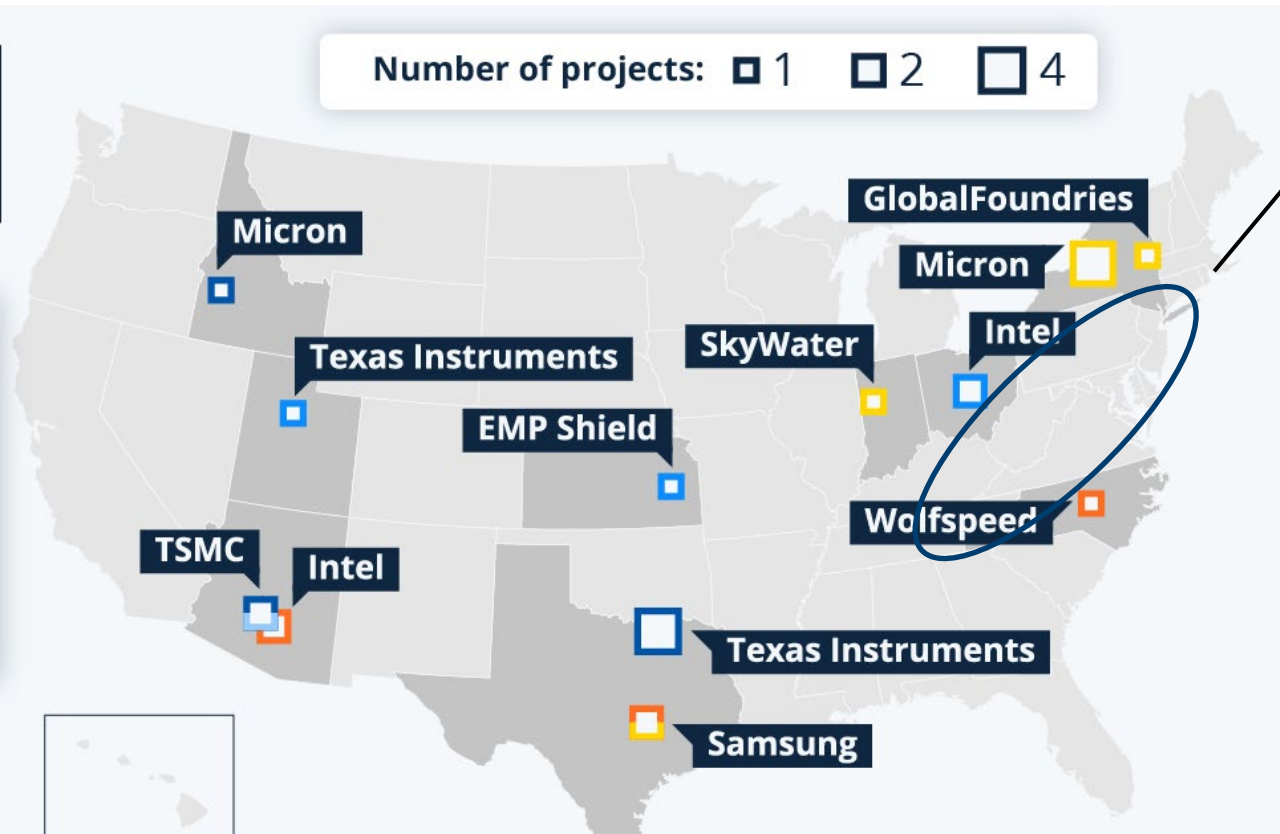 Number of projects: 1 2 4
GlobalFoundries
Micron
Micron
Intel
SkyWater
Texas Instruments
EMP Shield
Wolfspeed
TSMC
Intel
Texas Instruments
Samsung